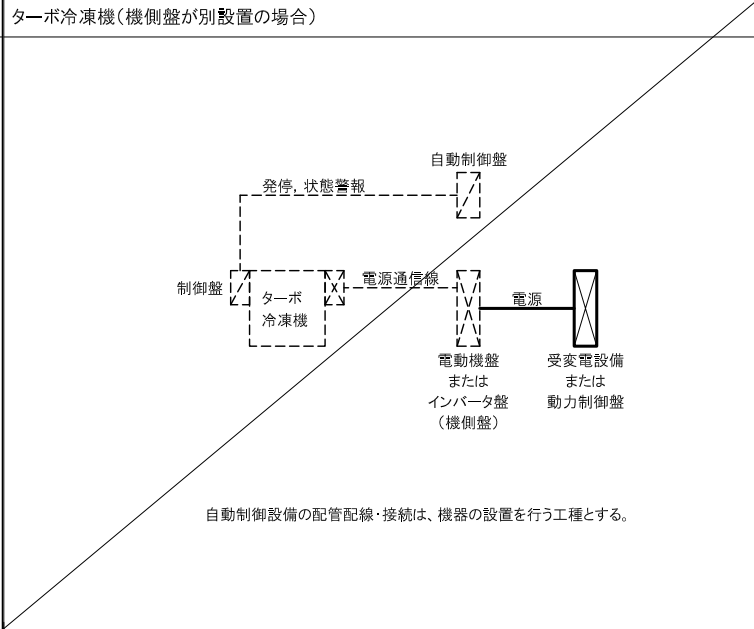 ターボ冷凍機（機側盤が別設置の場合）
自動制御盤
発停，状態警報
制御盤
ターボ
冷凍機
電源通信線
電源
電動機盤
または
インバータ盤
（機側盤）
受変電設備
または
動力制御盤
自動制御設備の配管配線・接続は、機器の設置を行う工種とする。